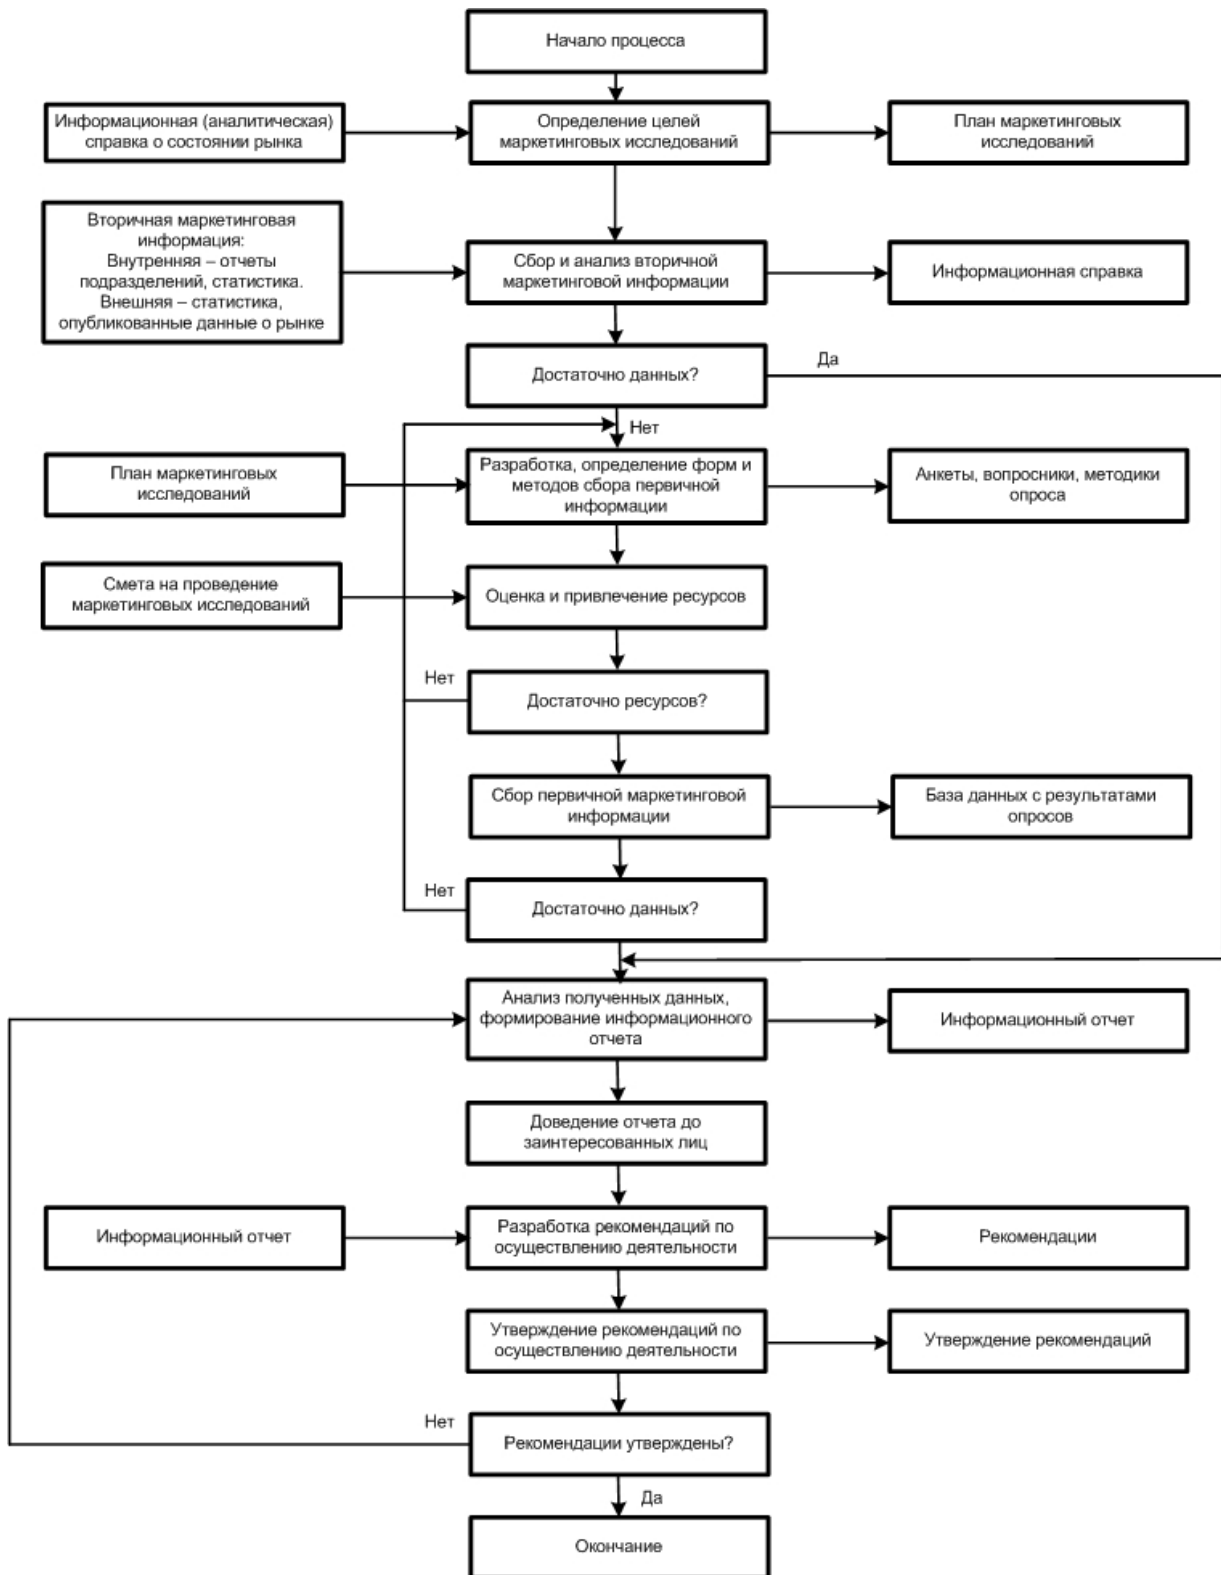 Начало процесса
Информационная (аналитическая)
справка о состоянии рынка
Определение целей
маркетинговых исследований
План маркетинговых
исследований
Вторичная маркетинговая
информация:
Внутренняя – отчеты
подразделений, статистика.
Внешняя – статистика,
опубликованные данные о рынке
Сбор и анализ вторичной
маркетинговой информации
Информационная справка
Достаточно данных?
Да
Нет
План маркетинговых
исследований
Разработка, определение форм и
методов сбора первичной
информации
Анкеты, вопросники, методики
опроса
Смета на проведение
маркетинговых исследований
Оценка и привлечение ресурсов
Нет
Достаточно ресурсов?
Сбор первичной маркетинговой
информации
База данных с результатами
опросов
Нет
Достаточно данных?
Анализ полученных данных,
формирование информационного
отчета
Информационный отчет
Доведение отчета до
заинтересованных лиц
Информационный отчет
Разработка рекомендаций по
осуществлению деятельности
Рекомендации
Утверждение рекомендаций по
осуществлению деятельности
Утверждение рекомендаций
Нет
Рекомендации утверждены?
Да
Окончание